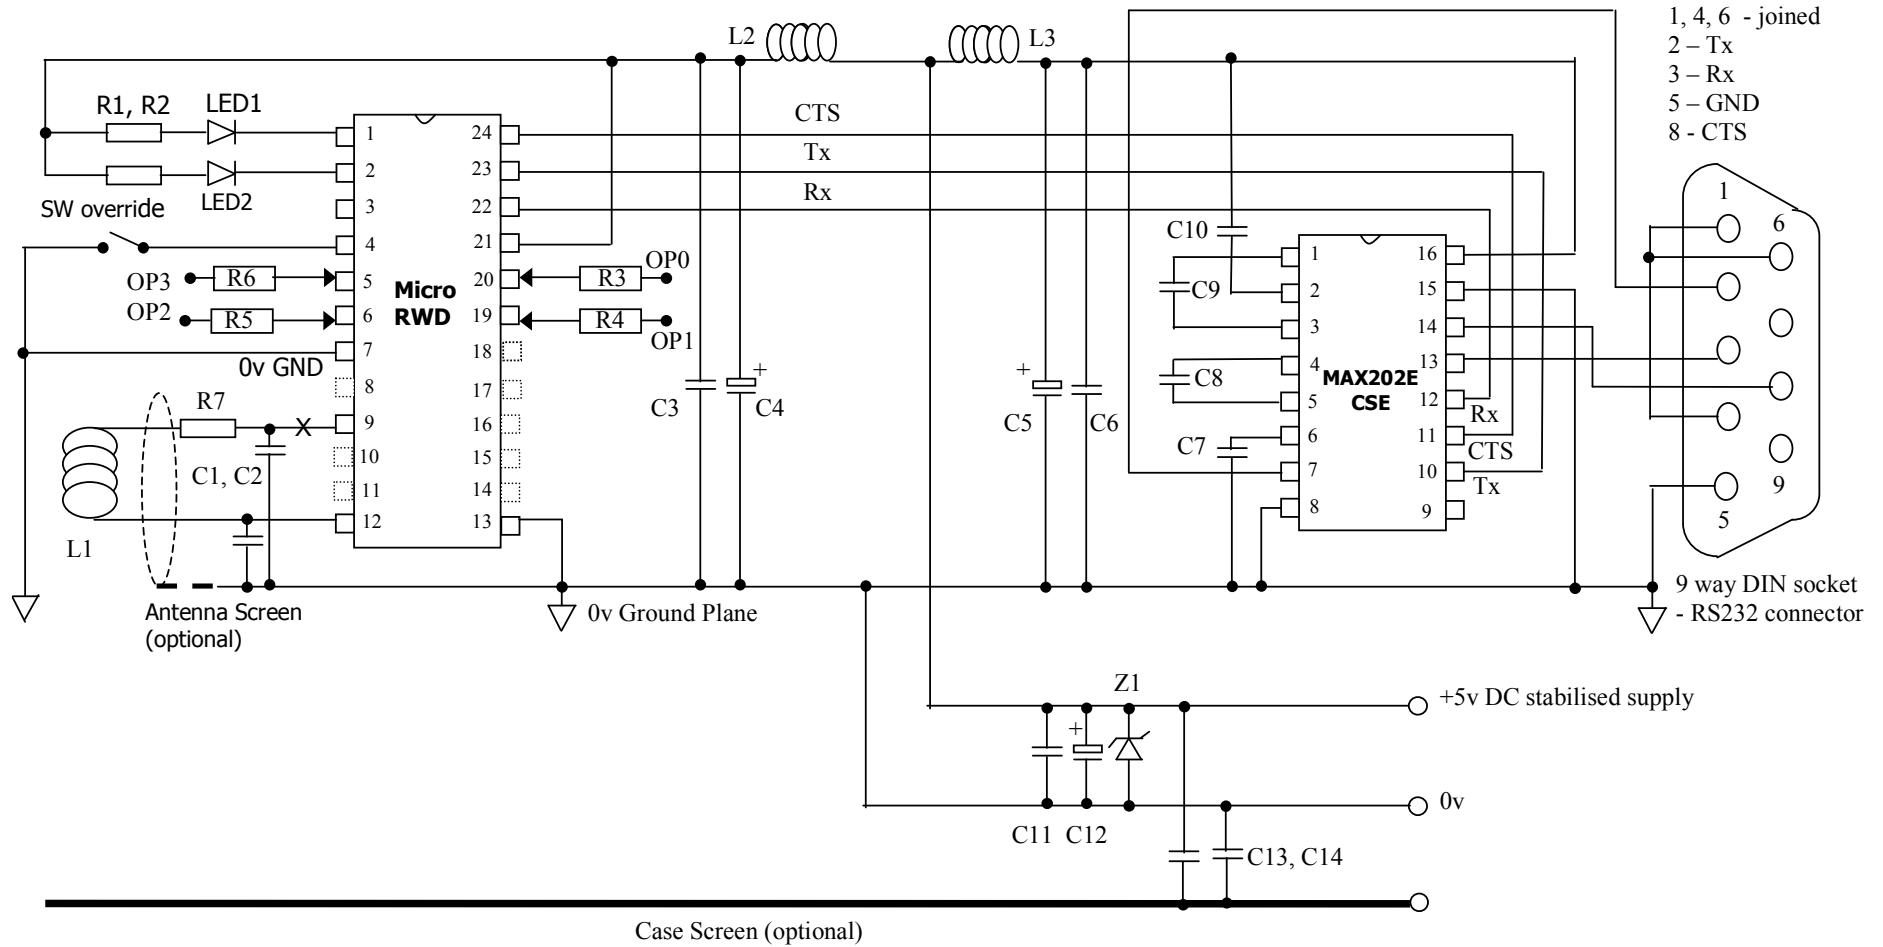 1, 4, 6 - joined
2 – Tx
3 – Rx
5 – GND
8 - CTS
L2
L3
R1, R2
LED1
LED2
SW override
OP3
R6
OP2
R5
0v GND
R7
C1, C2
L1
Antenna Screen
(optional)
Micro
RWD
1
2
3
4
5
6
7
8
9
10
11
12
24
23
22
21
20
19
18
17
16
15
14
13
R3
OP0
R4
OP1
CTS
Tx
Rx
C3
+
C4
+
C5
C6
C10
C9
C8
C7
MAX202E
CSE
1
2
3
4
5
6
7
8
16
15
14
13
12
11
10
9
Rx
CTS
Tx
1
6
9
5
9 way DIN socket
- RS232 connector
0v Ground Plane
Z1
+
+5v DC stabilised supply
0v
C11
C12
C13, C14
Case Screen (optional)
X